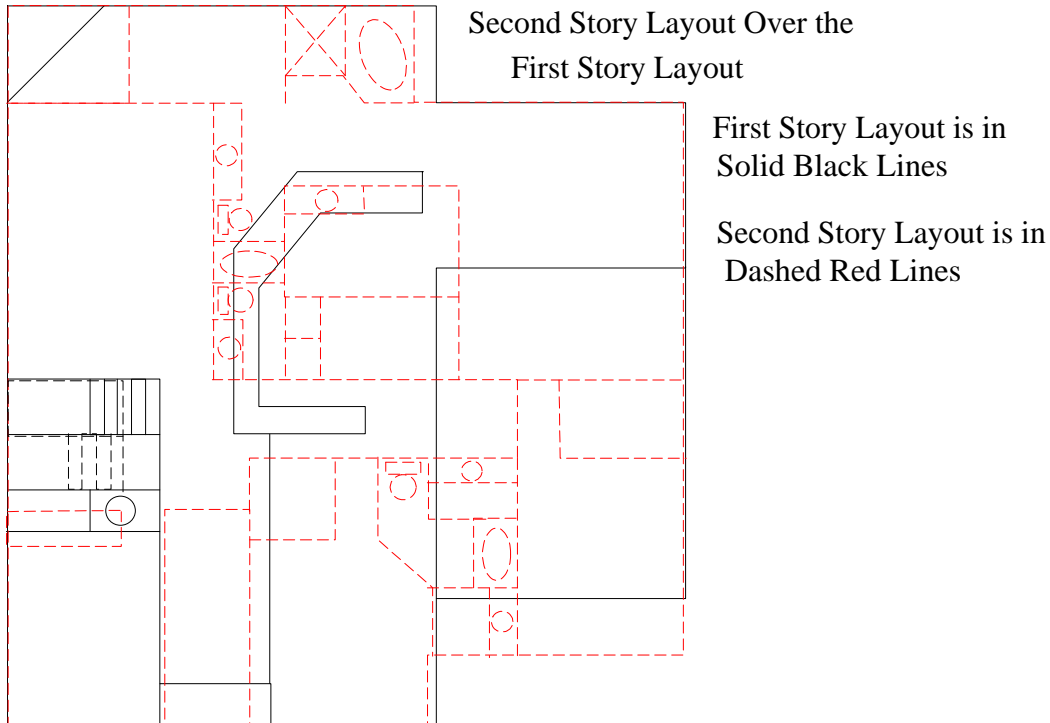 Second Story Layout Over the
First Story Layout
First Story Layout is in
Solid Black Lines
Second Story Layout is in
Dashed Red Lines